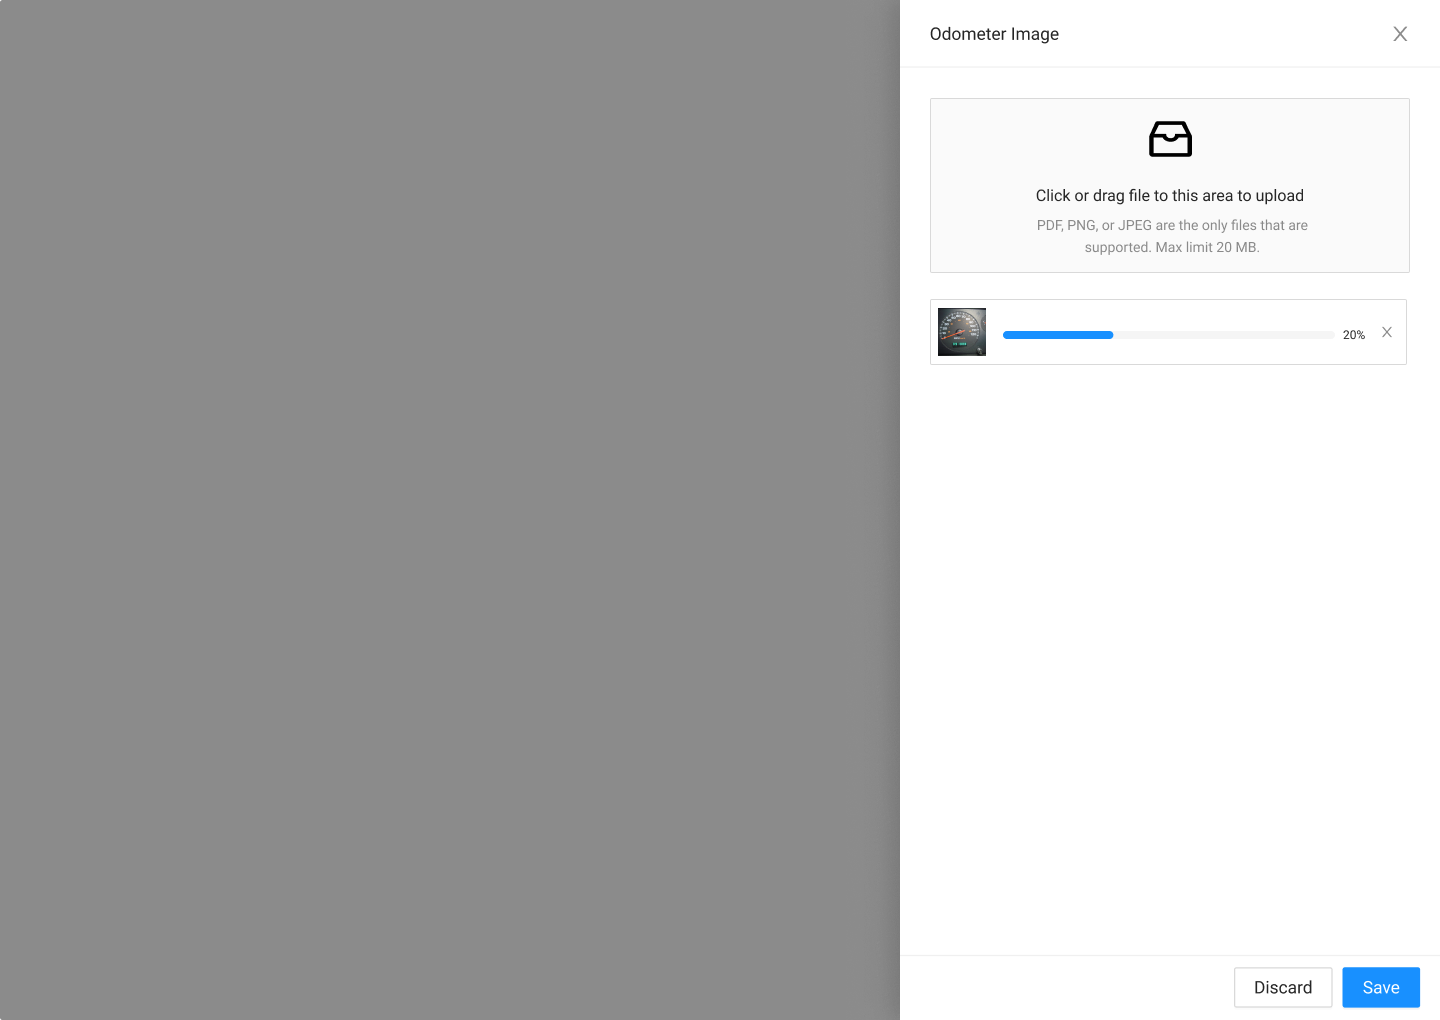 Odometer Image
Click or drag file to this area to upload
PDF, PNG, or JPEG are the only files that are
supported. Max limit 20 MB.
20%
Discard
Save